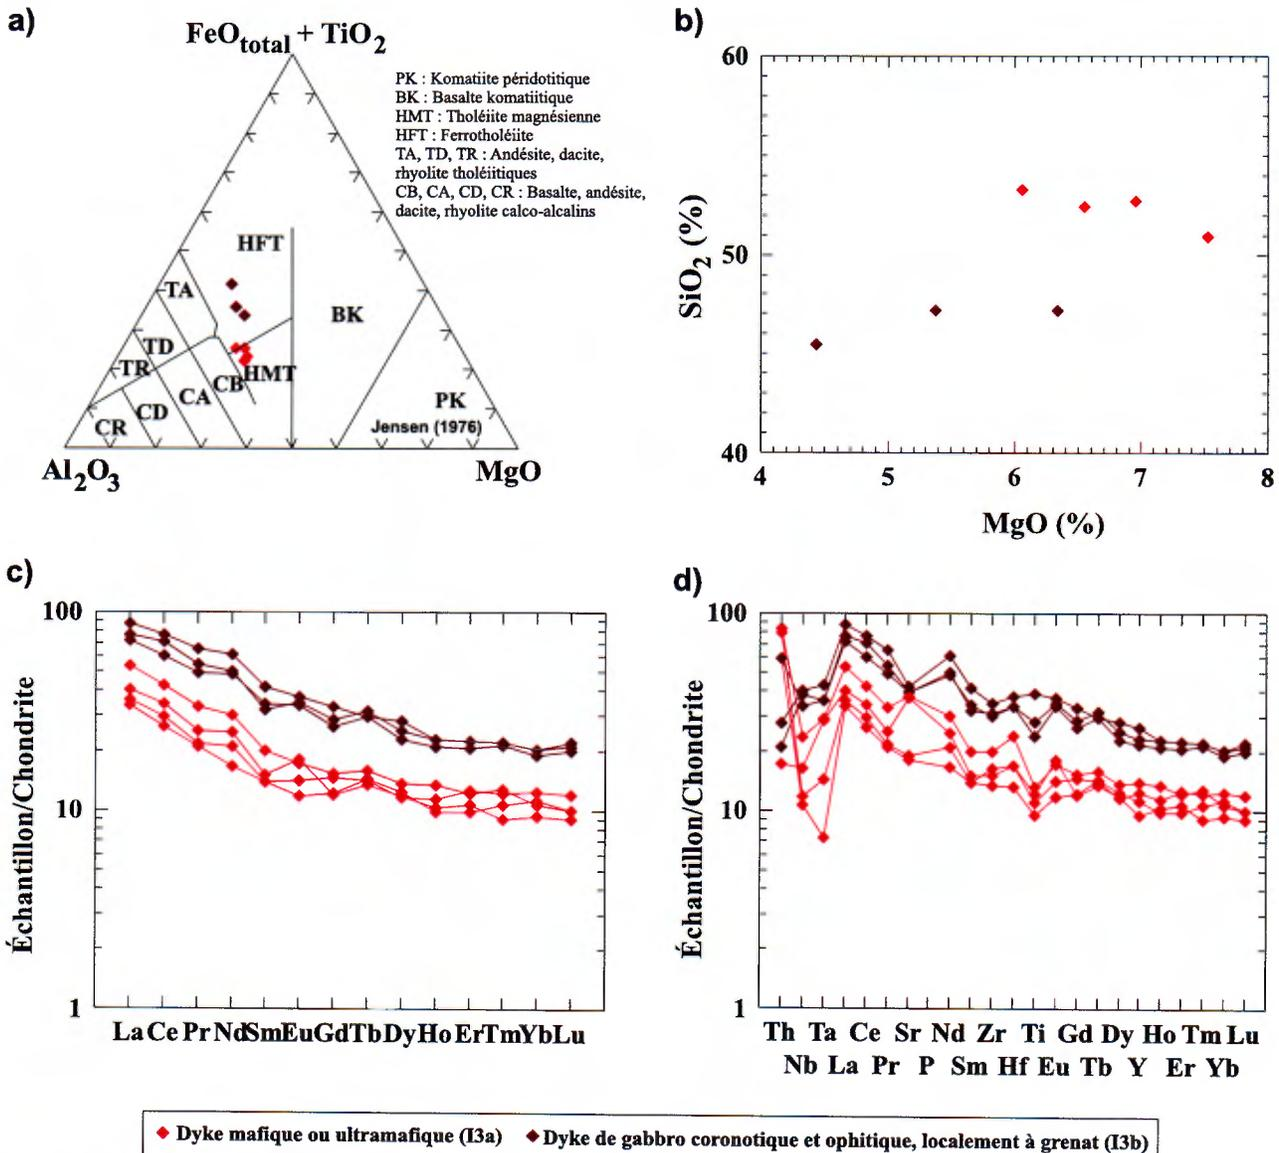 a)
FeOtotal + TiO2
PK : Komatiite péridotitique
BK : Basalte komatiitique
HMT : Tholéiite magnésienne
HFT : Ferrotholéiite
TA, TD, TR : Andésite, dacite,
rhyolite tholéiitiques
CB, CA, CD, CR : Basalte, andésite,
dacite, rhyolite calco-alcalins
HFT
TA
BK
TD
TR
HMT
CB
CA
PK
CD
CR
Jensen (1976)
Al2O3
MgO
b)
60
50
40
SiO2 (%)
4 5 6 7 8
MgO (%)
c)
100
10
1
Échantillon/Chondrite
La Ce Pr Nd Sm Eu Gd Tb Dy Ho Er Tm Yb Lu
d)
100
10
1
Échantillon/Chondrite
Th Ta Ce Sr Nd Zr Ti Gd Dy Ho Tm Lu
Nb La Pr P Sm Hf Eu Tb Y Er Yb
Dyke mafique ou ultramafique (I3a)
Dyke de gabbro coronotique et ophitique, localement à grenat (I3b)